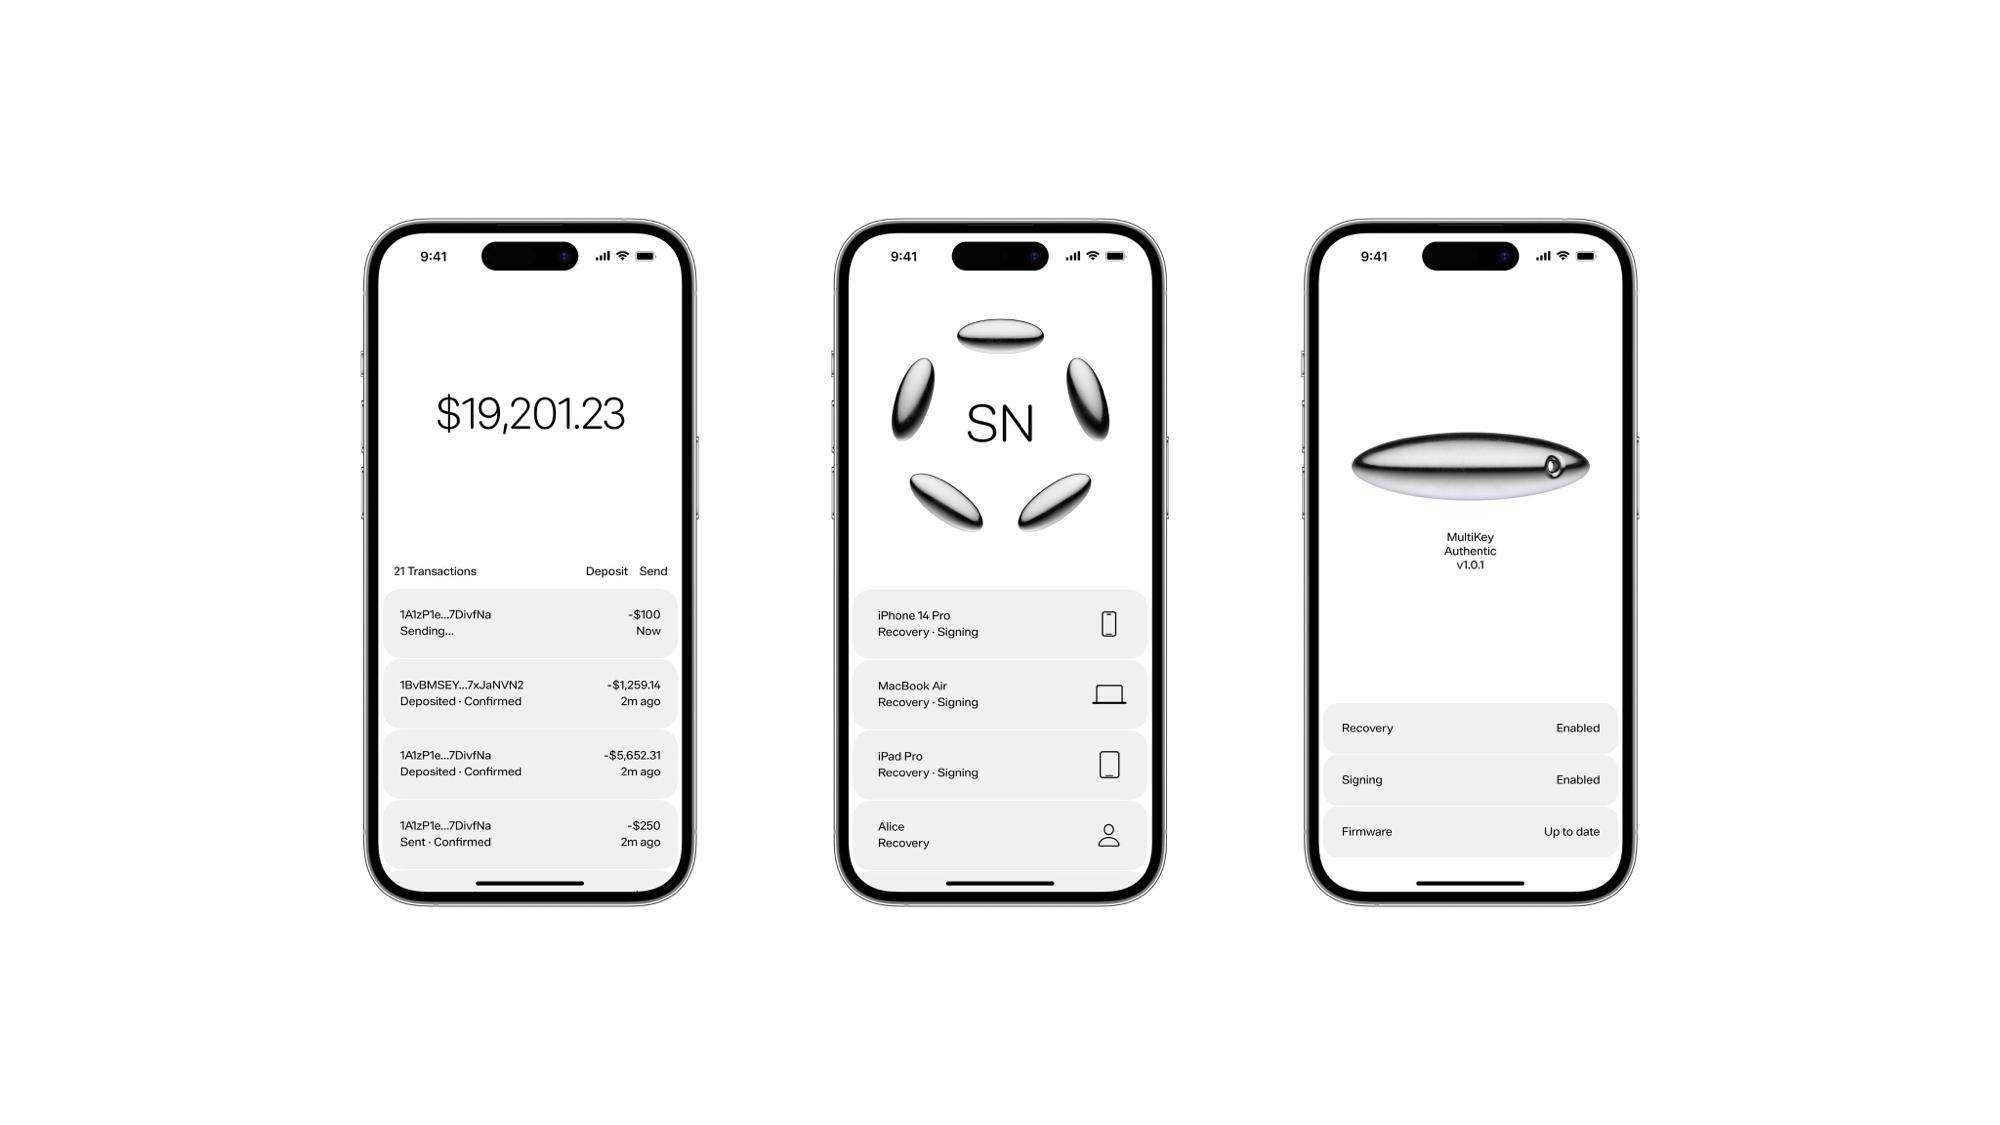 9:41
$19,201.23
21 Transactions Deposit Send
1A1zP1e...7DivfNa -$100
Sending... Now
1BvBMSEY...7xJaNVN2 -$1,259.14
Deposited · Confirmed 2m ago
1A1zP1e...7DivfNa -$5,652.31
Deposited · Confirmed 2m ago
1A1zP1e...7DivfNa -$250
Sent · Confirmed 2m ago
9:41
SN
iPhone 14 Pro
Recovery · Signing
MacBook Air
Recovery · Signing
iPad Pro
Recovery · Signing
Alice
Recovery
9:41
MultiKey
Authentic
v1.0.1
Recovery Enabled
Signing Enabled
Firmware Up to date